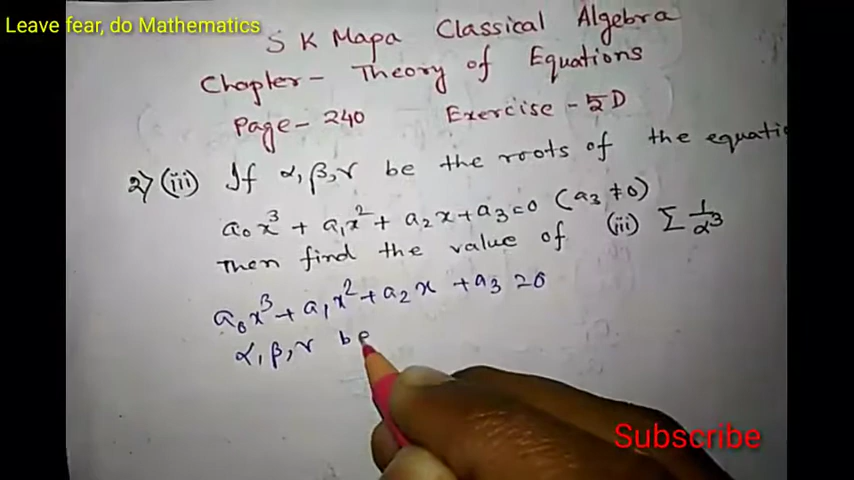 Leave fear, do Mathematics
S K Mapa Classical Algebra
Chapter - Theory of Equations
Page - 240 Exercise - 5D
2) (iii) If α, β, γ be the roots of the equatio
a₀x³ + a₁x² + a₂x + a₃ = 0 (a₃ ≠ 0)
Then find the value of (iii) Σ 1/α³
a₀x³ + a₁x² + a₂x + a₃ = 0
α, β, γ be
Subscribe